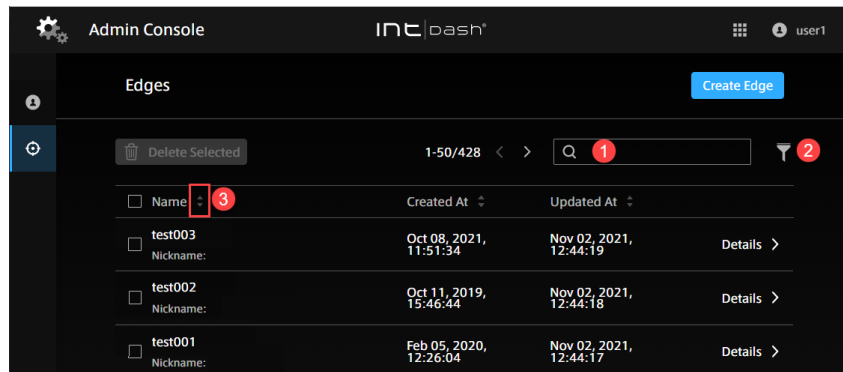 Admin Console
INT|DASH®
user1
Edges
Create Edge
Delete Selected
1-50/428
1
2
Name
3
Created At
Updated At
test003
Nickname:
Oct 08, 2021,
11:51:34
Nov 02, 2021,
12:44:19
Details
test002
Nickname:
Oct 11, 2019,
15:46:44
Nov 02, 2021,
12:44:18
Details
test001
Nickname:
Feb 05, 2020,
12:26:04
Nov 02, 2021,
12:44:17
Details